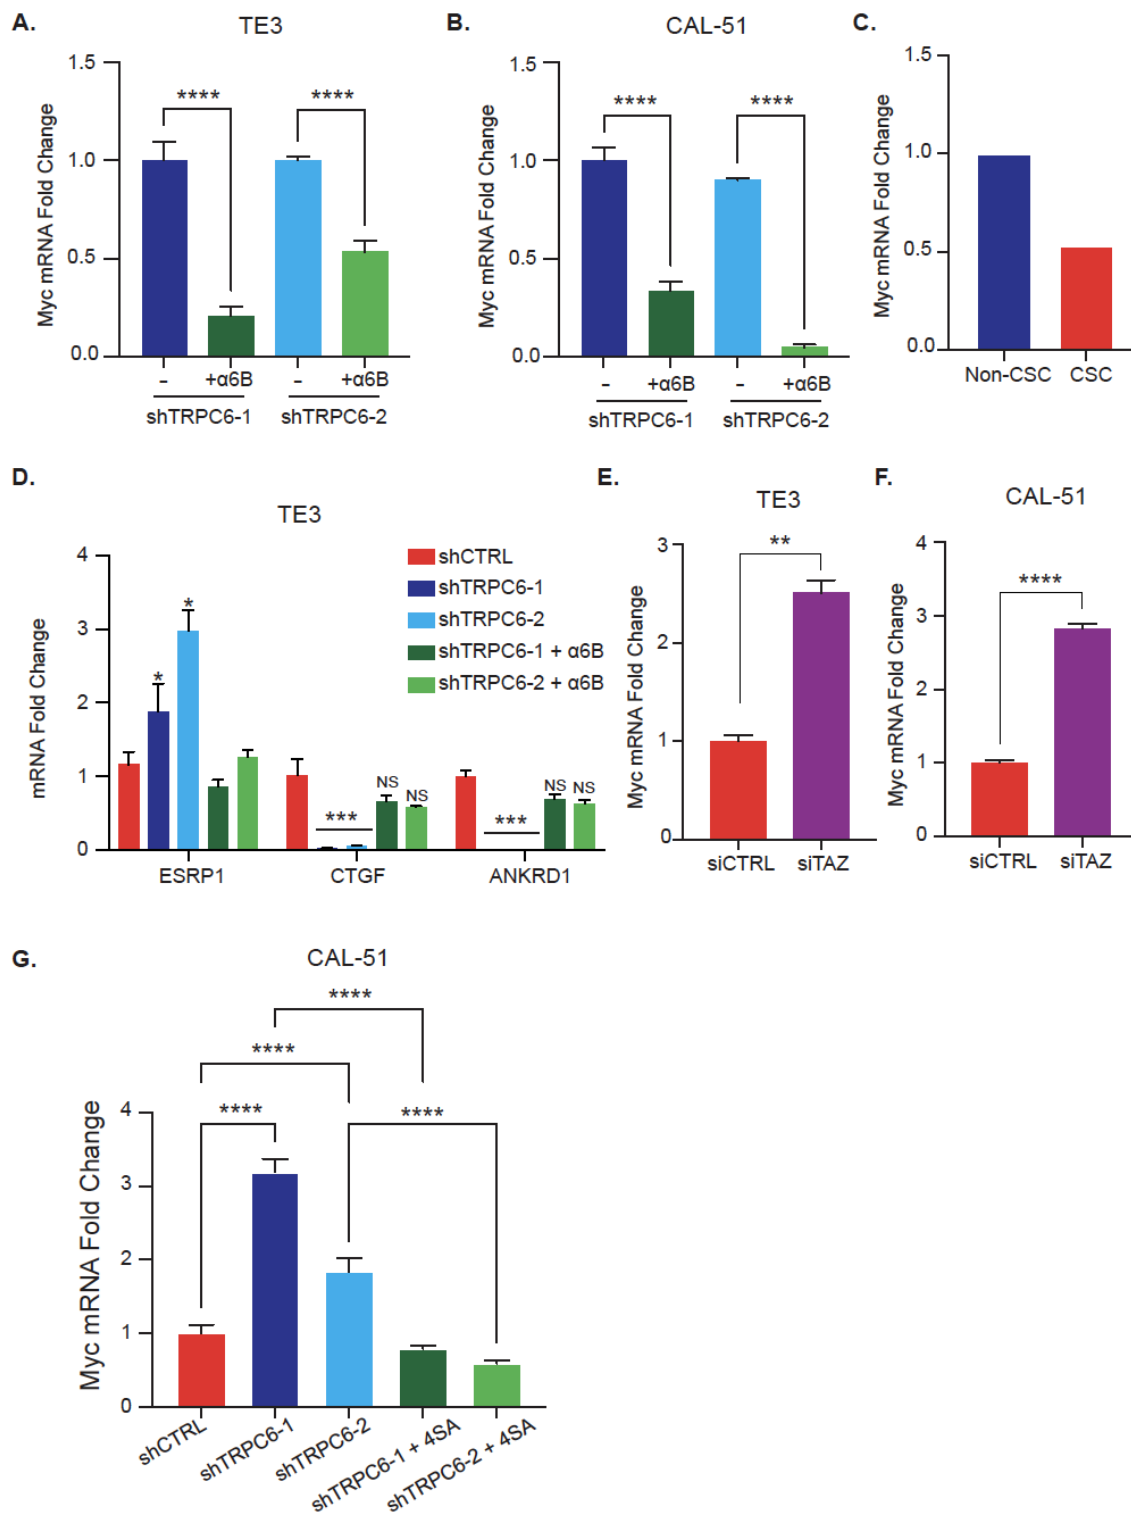 A.
TE3
Myc mRNA Fold Change
1.5
1.0
0.5
0.0
****
****
- +α6B - +α6B
shTRPC6-1 shTRPC6-2
B.
CAL-51
Myc mRNA Fold Change
1.5
1.0
0.5
0.0
****
****
- +α6B - +α6B
shTRPC6-1 shTRPC6-2
C.
Myc mRNA Fold Change
1.5
1.0
0.5
0.0
Non-CSC CSC
D.
TE3
mRNA Fold Change
4
3
2
1
0
*
*
***
NS NS
***
NS NS
ESRP1 CTGF ANKRD1
shCTRL
shTRPC6-1
shTRPC6-2
shTRPC6-1 + α6B
shTRPC6-2 + α6B
E.
TE3
Myc mRNA Fold Change
3
2
1
0
**
siCTRL siTAZ
F.
CAL-51
Myc mRNA Fold Change
4
3
2
1
0
****
siCTRL siTAZ
G.
CAL-51
Myc mRNA Fold Change
4
3
2
1
0
****
****
****
****
shCTRL
shTRPC6-1
shTRPC6-2
shTRPC6-1 + 4SA
shTRPC6-2 + 4SA